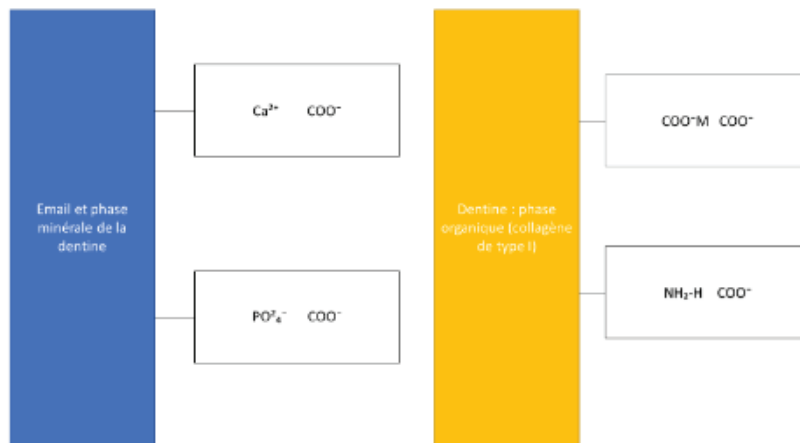 Email et phase
minérale de la
dentine
Ca²⁺ COO⁻
PO²₄⁻ COO⁻
Dentine : phase
organique (collagène
de type I)
COO⁻M COO⁻
NH₂-H COO⁻